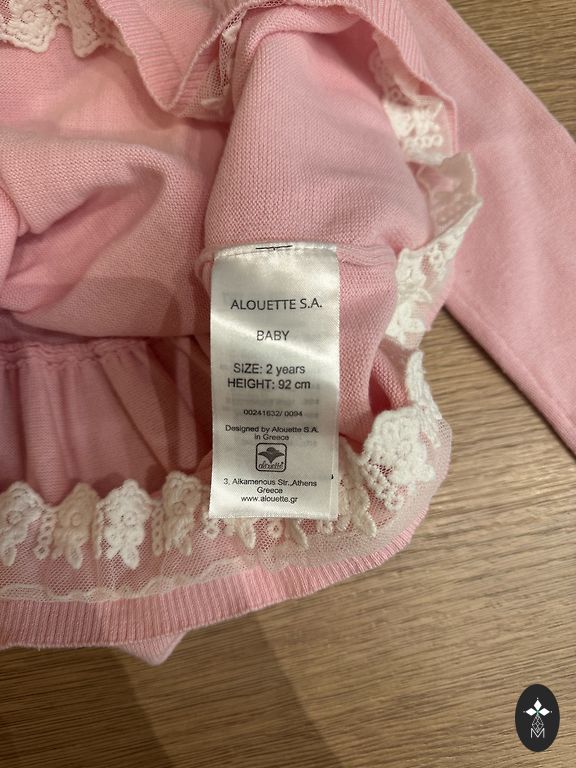 ALOUETTE S.A.
BABY
SIZE: 2 years
HEIGHT: 92 cm
00241632/ 0094
Designed by Alouette S.A.
in Greece
alouette
3, Alkamenous Str.,Athens
Greece
www.alouette.gr
M